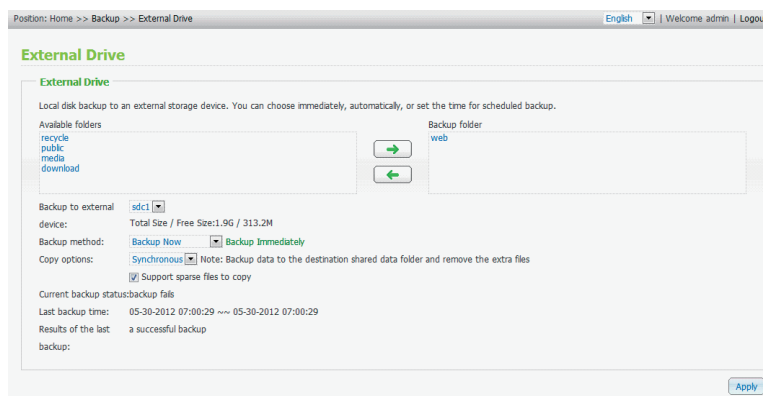 Position: Home >> Backup >> External Drive
English | Welcome admin | Logou
External Drive
External Drive
Local disk backup to an external storage device. You can choose immediately, automatically, or set the time for scheduled backup.
Available folders
Backup folder
recycle
web
public
media
download
Backup to external device:
sdc1
Total Size / Free Size:1.9G / 313.2M
Backup method: Backup Now Backup Immediately
Copy options: Synchronous Note: Backup data to the destination shared data folder and remove the extra files
Support sparse files to copy
Current backup status:backup fails
Last backup time: 05-30-2012 07:00:29 ~~ 05-30-2012 07:00:29
Results of the last backup:
a successful backup
Apply